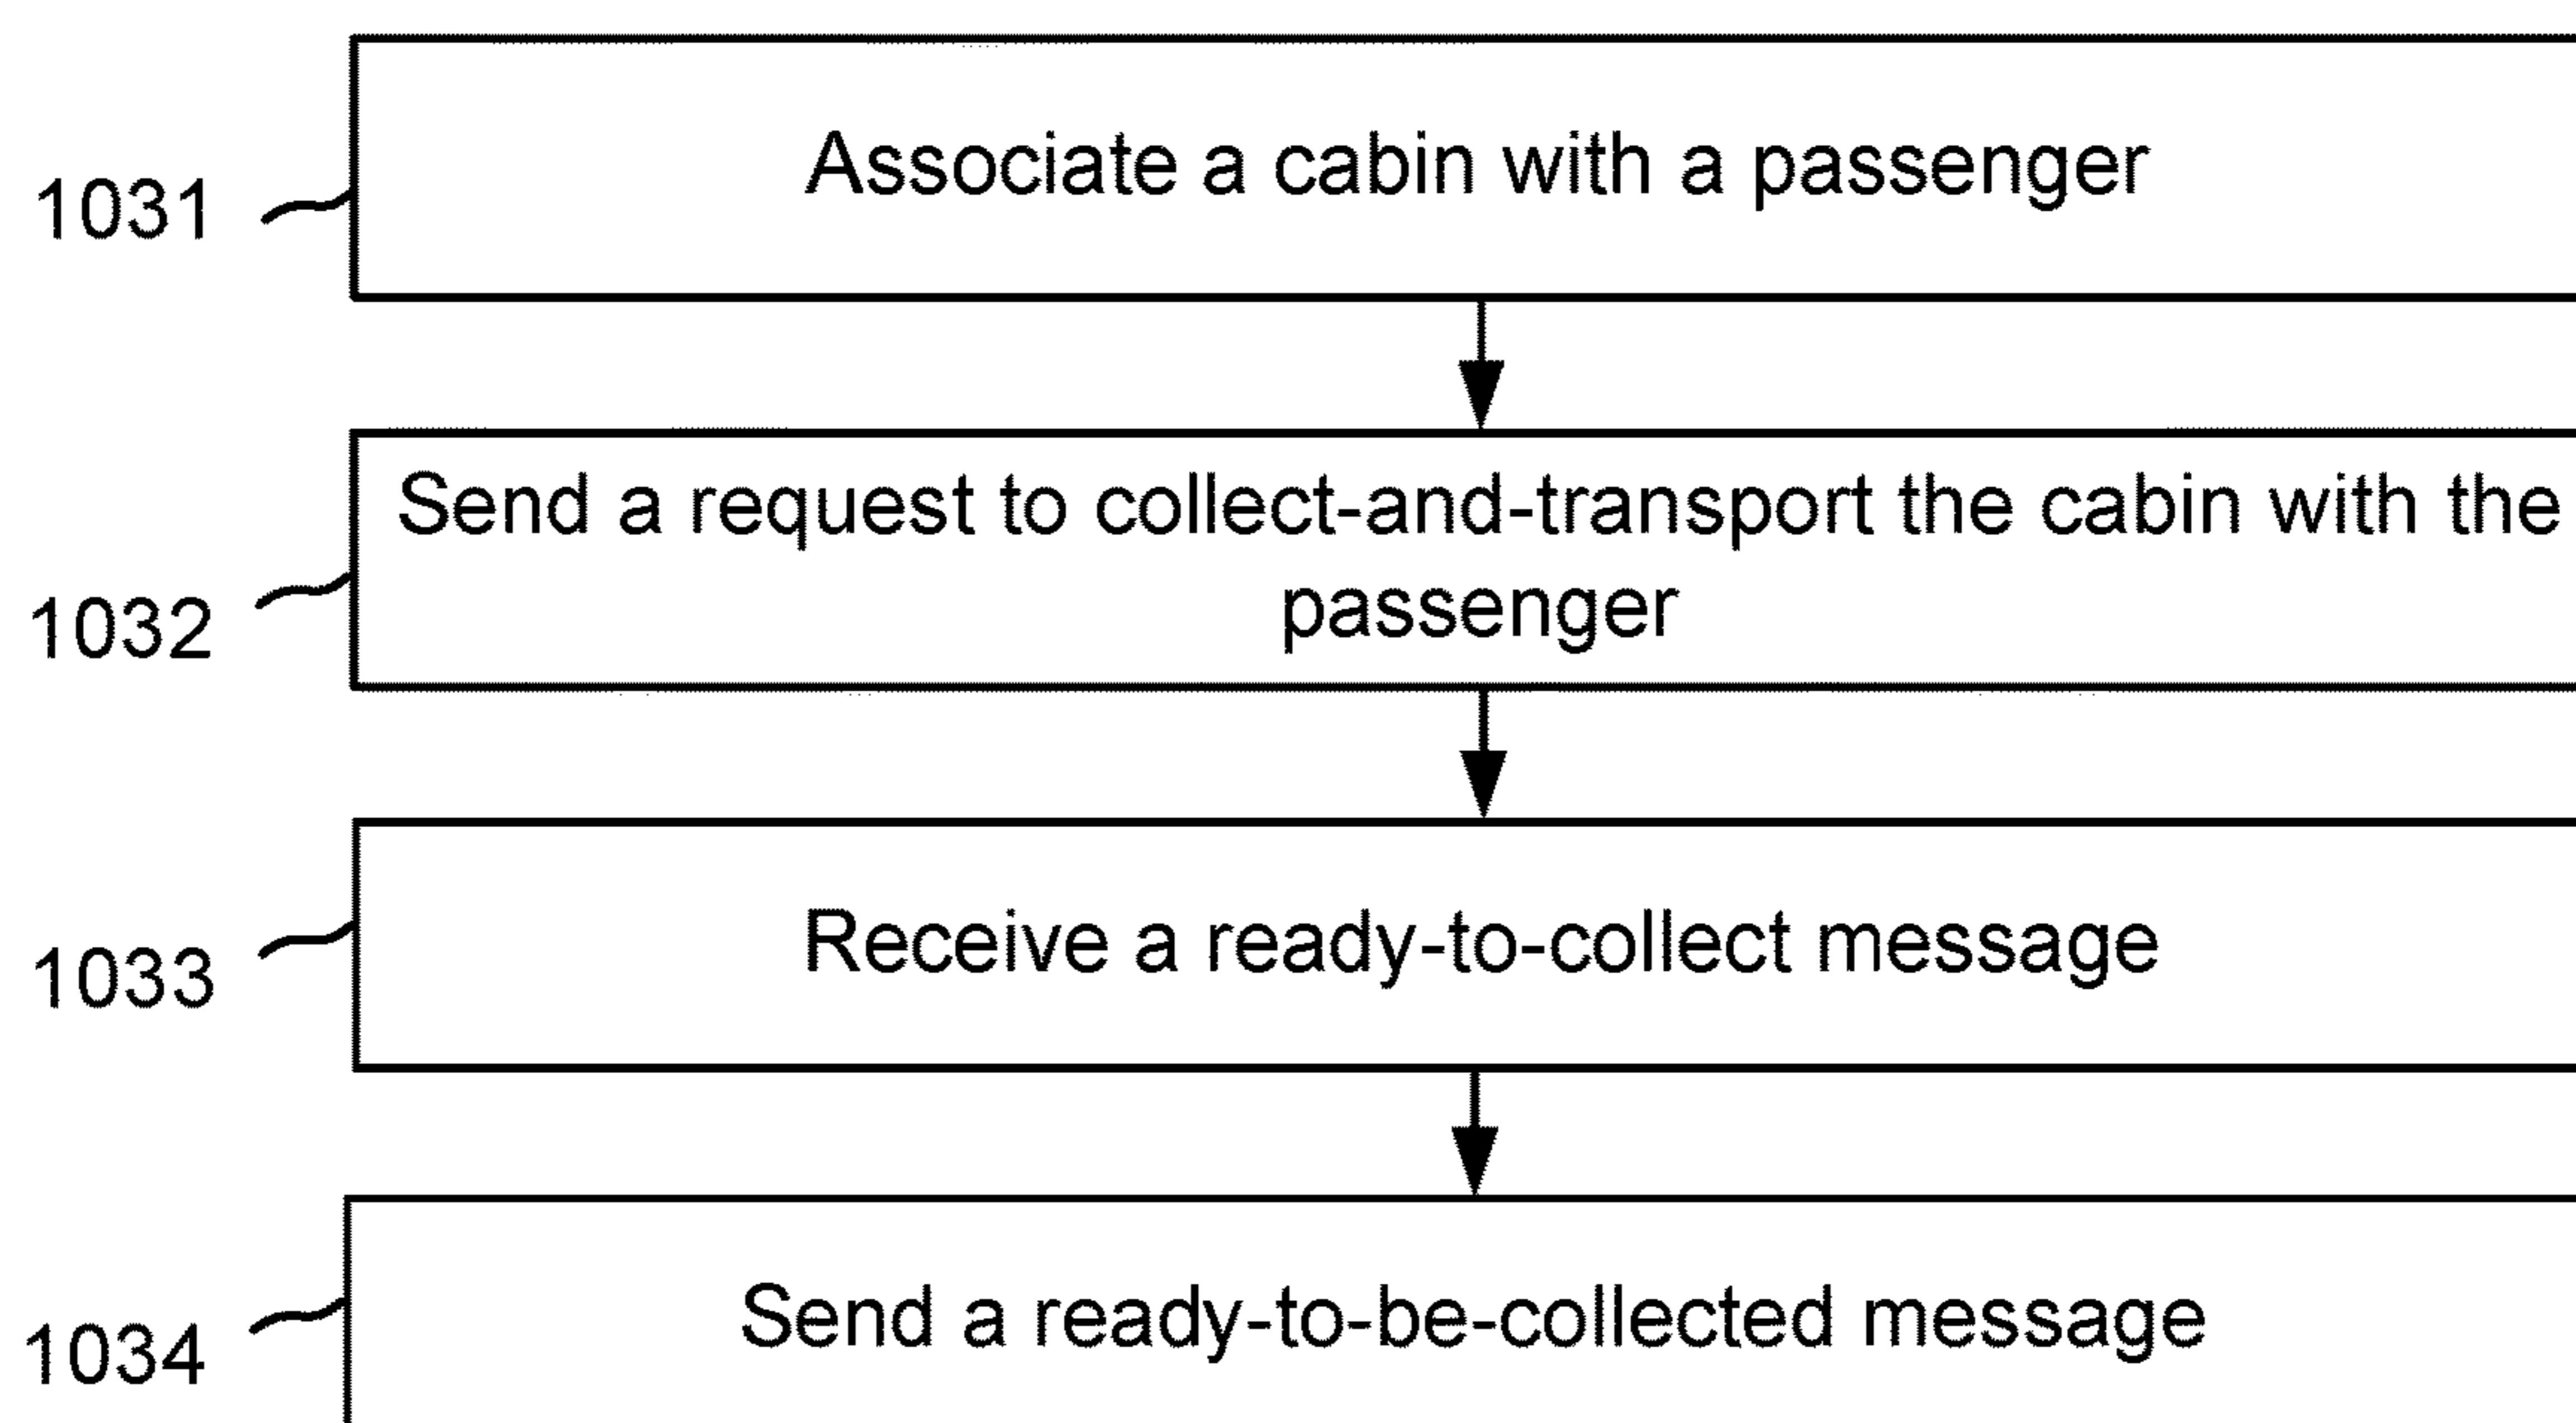 Associate a cabin with a passenger
1031
Send a request to collect-and-transport the cabin with the
passenger
1032
Receive a ready-to-collect message
1033
Send a ready-to-be-collected message
1034